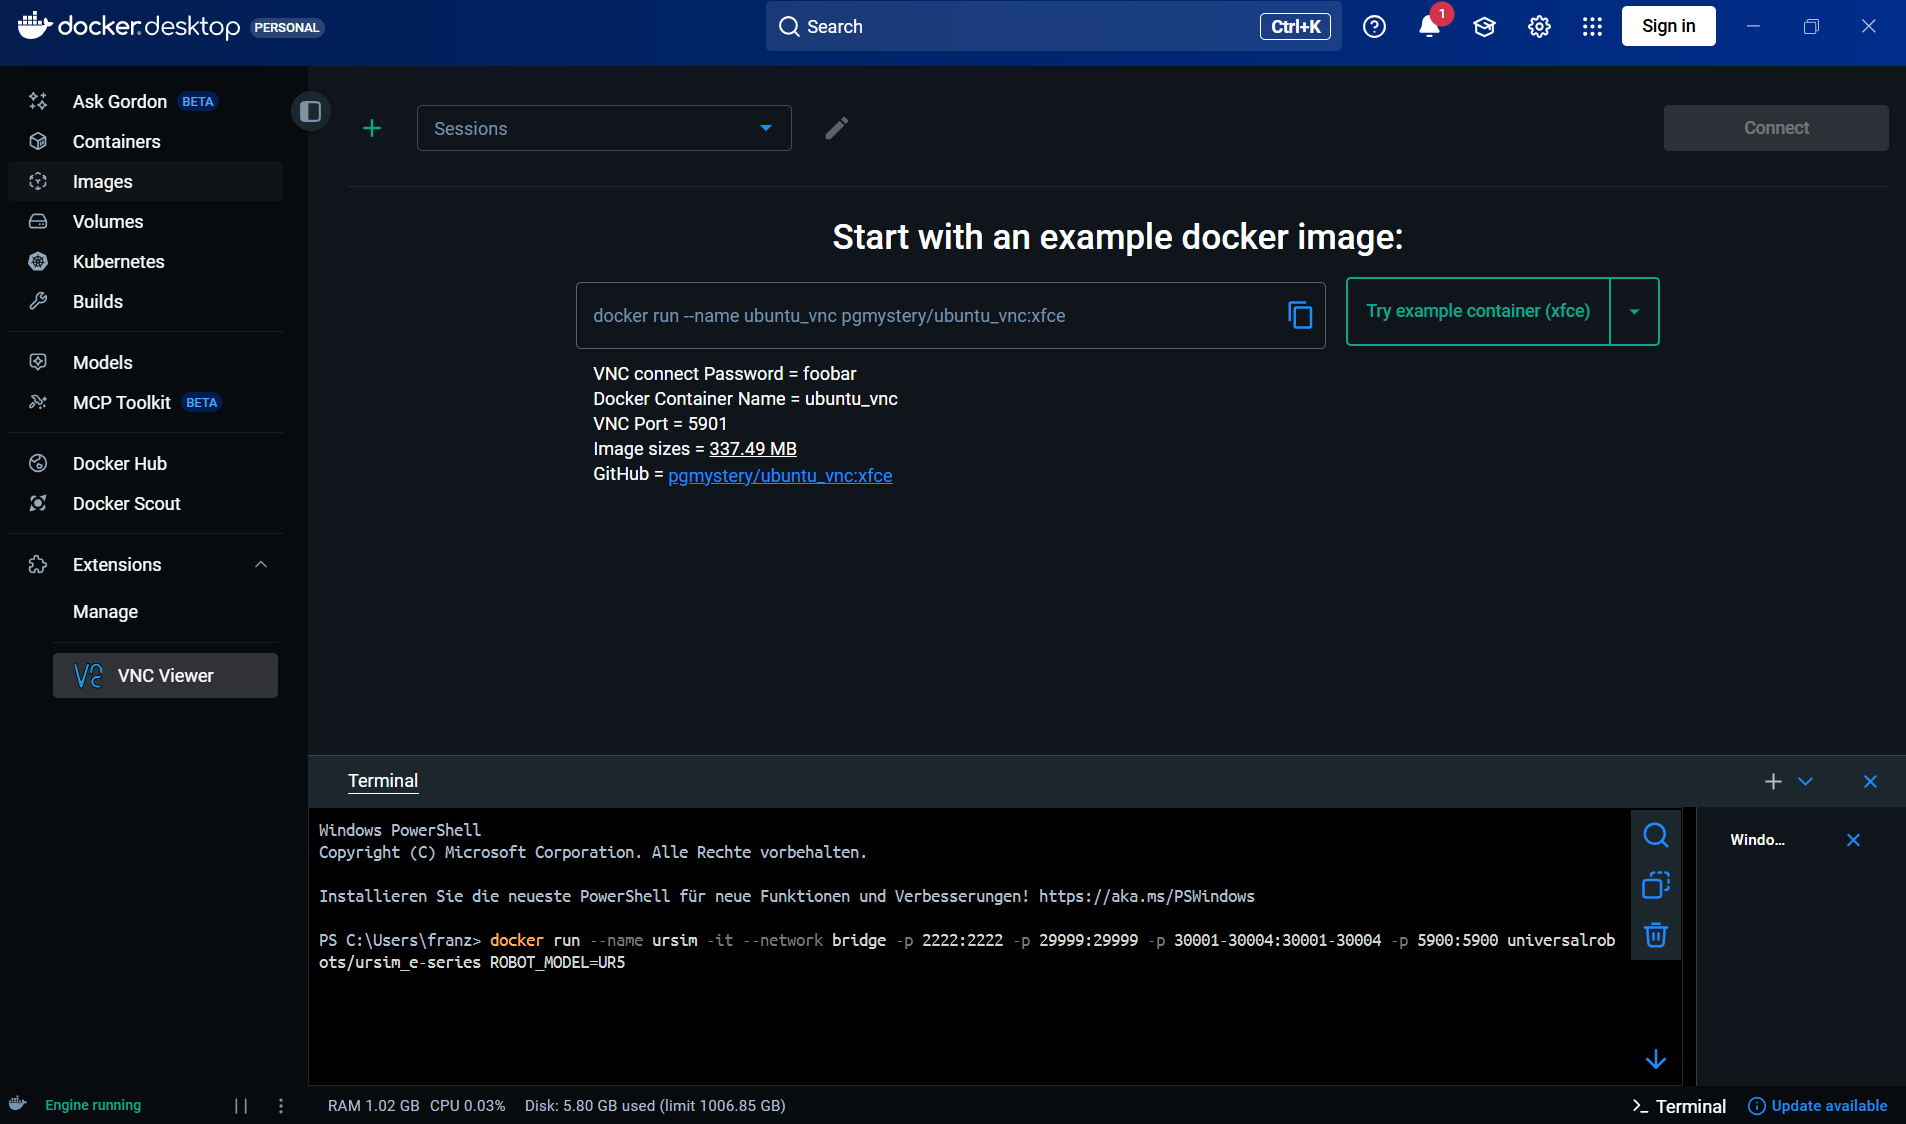 docker.desktop PERSONAL
Search Ctrl+K
1
Sign in
Ask Gordon BETA
Containers
Images
Volumes
Kubernetes
Builds
Models
MCP Toolkit BETA
Docker Hub
Docker Scout
Extensions
Manage
VNC Viewer
Sessions
Connect
Start with an example docker image:
docker run --name ubuntu_vnc pgmystery/ubuntu_vnc:xfce
Try example container (xfce)
VNC connect Password = foobar
Docker Container Name = ubuntu_vnc
VNC Port = 5901
Image sizes = 337.49 MB
GitHub = pgmystery/ubuntu_vnc:xfce
Terminal
Windows PowerShell
Copyright (C) Microsoft Corporation. Alle Rechte vorbehalten.
Installieren Sie die neueste PowerShell für neue Funktionen und Verbesserungen! https://aka.ms/PSWindows
PS C:\Users\franz> docker run --name ursim -it --network bridge -p 2222:2222 -p 29999:29999 -p 30001-30004:30001-30004 -p 5900:5900 universalrob
ots/ursim_e-series ROBOT_MODEL=UR5
Windo...
Engine running
RAM 1.02 GB CPU 0.03% Disk: 5.80 GB used (limit 1006.85 GB)
Terminal
Update available